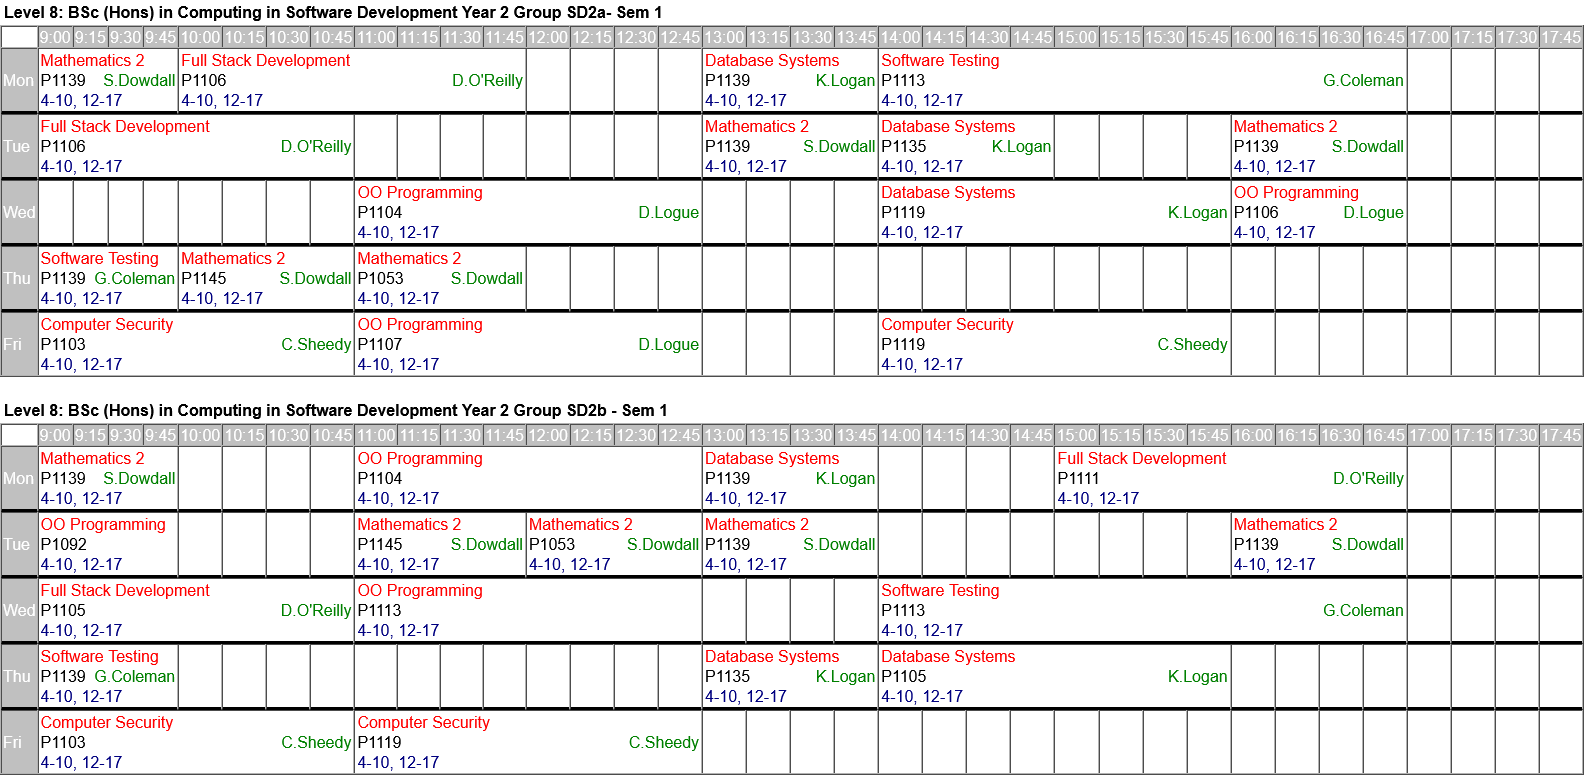 Level 8: BSc (Hons) in Computing in Software Development Year 2 Group SD2a- Sem 1
9:00 9:15 9:30 9:45 10:00 10:15 10:30 10:45 11:00 11:15 11:30 11:45 12:00 12:15 12:30 12:45 13:00 13:15 13:30 13:45 14:00 14:15 14:30 14:45 15:00 15:15 15:30 15:45 16:00 16:15 16:30 16:45 17:00 17:15 17:30 17:45
Mathematics 2 Full Stack Development Database Systems Software Testing
Mon P1139 S.Dowdall P1106 D.O'Reilly P1139 K.Logan P1113 G.Coleman
4-10, 12-17 4-10, 12-17 4-10, 12-17 4-10, 12-17
Full Stack Development Mathematics 2 Database Systems Mathematics 2
Tue P1106 D.O'Reilly P1139 S.Dowdall P1135 K.Logan P1139 S.Dowdall
4-10, 12-17 4-10, 12-17 4-10, 12-17 4-10, 12-17
OO Programming Database Systems OO Programming
Wed P1104 D.Logue P1119 K.Logan P1106 D.Logue
4-10, 12-17 4-10, 12-17 4-10, 12-17
Software Testing Mathematics 2 Mathematics 2
Thu P1139 G.Coleman P1145 S.Dowdall P1053 S.Dowdall
4-10, 12-17 4-10, 12-17 4-10, 12-17
Computer Security OO Programming Computer Security
Fri P1103 C.Sheedy P1107 D.Logue P1119 C.Sheedy
4-10, 12-17 4-10, 12-17 4-10, 12-17
Level 8: BSc (Hons) in Computing in Software Development Year 2 Group SD2b - Sem 1
9:00 9:15 9:30 9:45 10:00 10:15 10:30 10:45 11:00 11:15 11:30 11:45 12:00 12:15 12:30 12:45 13:00 13:15 13:30 13:45 14:00 14:15 14:30 14:45 15:00 15:15 15:30 15:45 16:00 16:15 16:30 16:45 17:00 17:15 17:30 17:45
Mathematics 2 OO Programming Database Systems Full Stack Development
Mon P1139 S.Dowdall P1104 P1139 K.Logan P1111 D.O'Reilly
4-10, 12-17 4-10, 12-17 4-10, 12-17 4-10, 12-17
OO Programming Mathematics 2 Mathematics 2 Mathematics 2 Mathematics 2
Tue P1092 P1145 S.Dowdall P1053 S.Dowdall P1139 S.Dowdall P1139 S.Dowdall
4-10, 12-17 4-10, 12-17 4-10, 12-17 4-10, 12-17 4-10, 12-17
Full Stack Development OO Programming Software Testing
Wed P1105 D.O'Reilly P1113 P1113 G.Coleman
4-10, 12-17 4-10, 12-17 4-10, 12-17
Software Testing Database Systems Database Systems
Thu P1139 G.Coleman P1135 K.Logan P1105 K.Logan
4-10, 12-17 4-10, 12-17 4-10, 12-17
Computer Security Computer Security
Fri P1103 C.Sheedy P1119 C.Sheedy
4-10, 12-17 4-10, 12-17